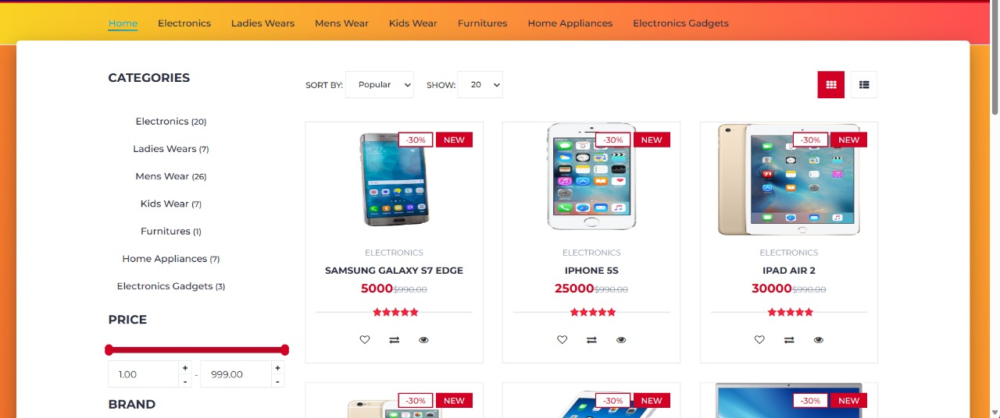 Home Electronics Ladies Wears Mens Wear Kids Wear Furnitures Home Appliances Electronics Gadgets
CATEGORIES
Electronics (20)
Ladies Wears (7)
Mens Wear (26)
Kids Wear (7)
Furnitures (1)
Home Appliances (7)
Electronics Gadgets (3)
PRICE
1.00 + - - 999.00 + -
BRAND
SORT BY: Popular SHOW: 20
-30% NEW
ELECTRONICS
SAMSUNG GALAXY S7 EDGE
5000$990.00
-30% NEW
ELECTRONICS
IPHONE 5S
25000$990.00
-30% NEW
ELECTRONICS
IPAD AIR 2
30000$990.00
-30% NEW
-30% NEW
-30% NEW